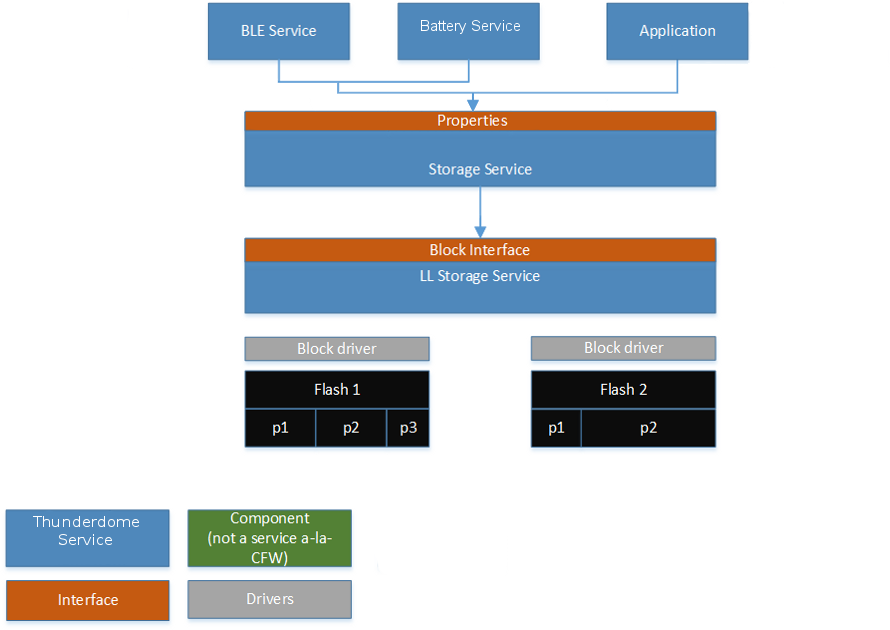 BLE Service
Battery Service
Application
Properties
Storage Service
Block Interface
LL Storage Service
Block driver
Block driver
Flash 1
Flash 2
p1
p2
p3
p1
p2
Thunderdome
Service
Component
(not a service a-la-
CFW)
Interface
Drivers